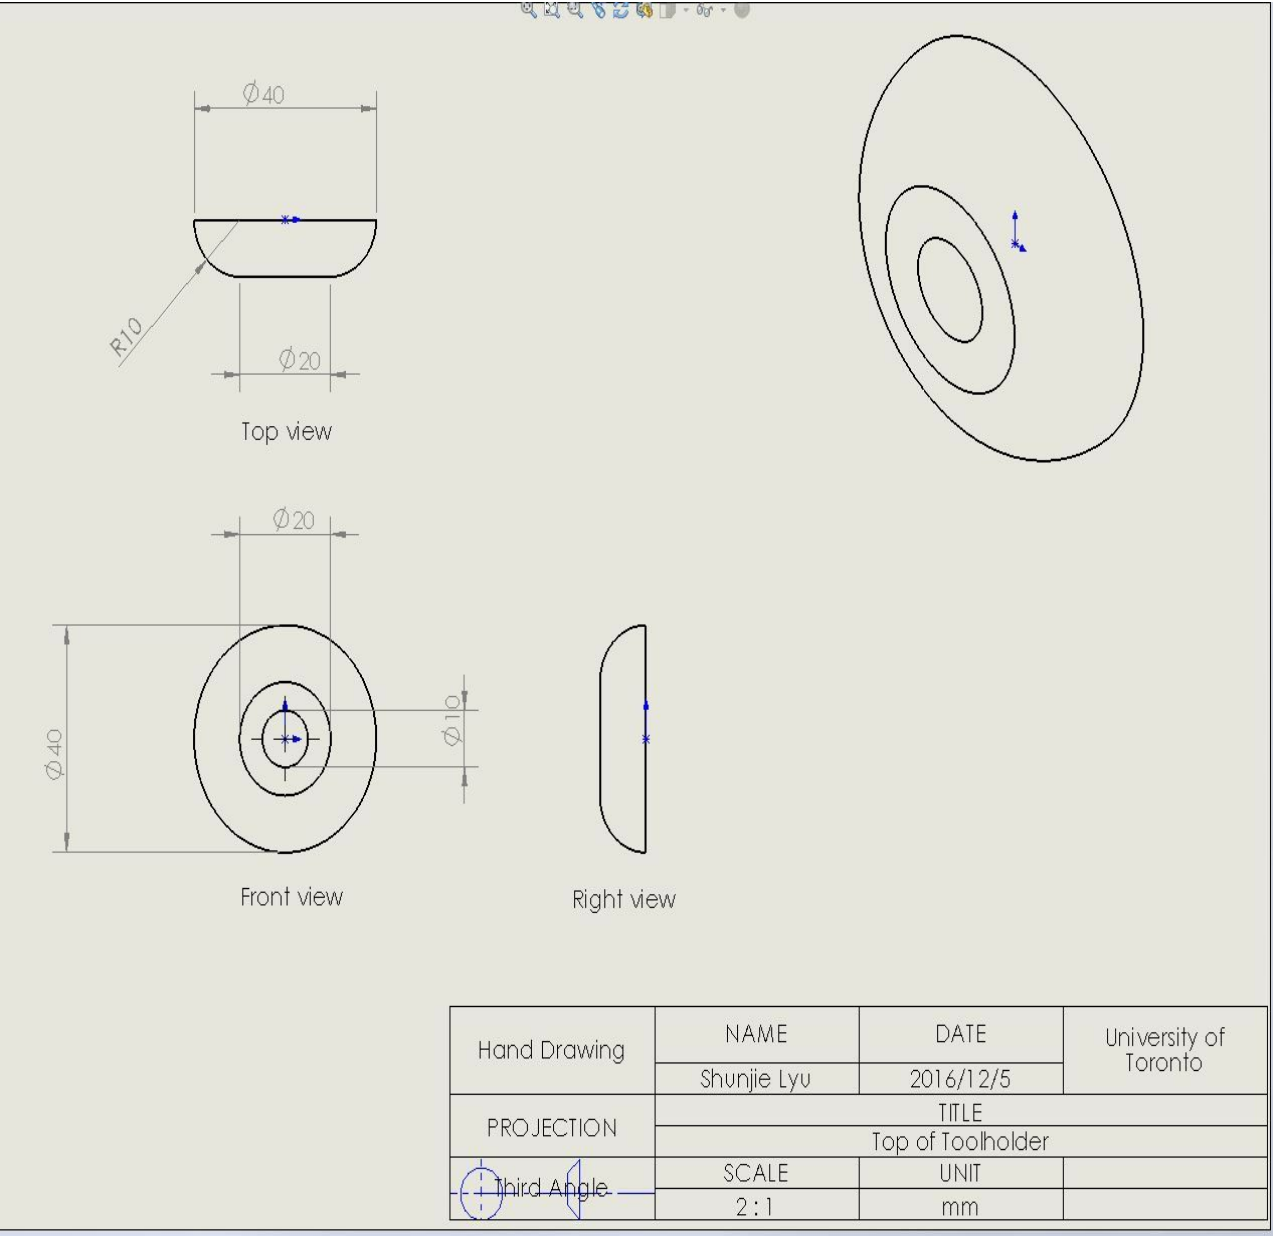 Ø40
R10
Ø20
Top view
Ø20
Ø40
Ø10
Front view
Right view
Hand Drawing
NAME
DATE
University of
Toronto
Shunjie Lyu
2016/12/5
PROJECTION
TITLE
Top of Toolholder
Third Angle
SCALE
UNIT
2:1
mm